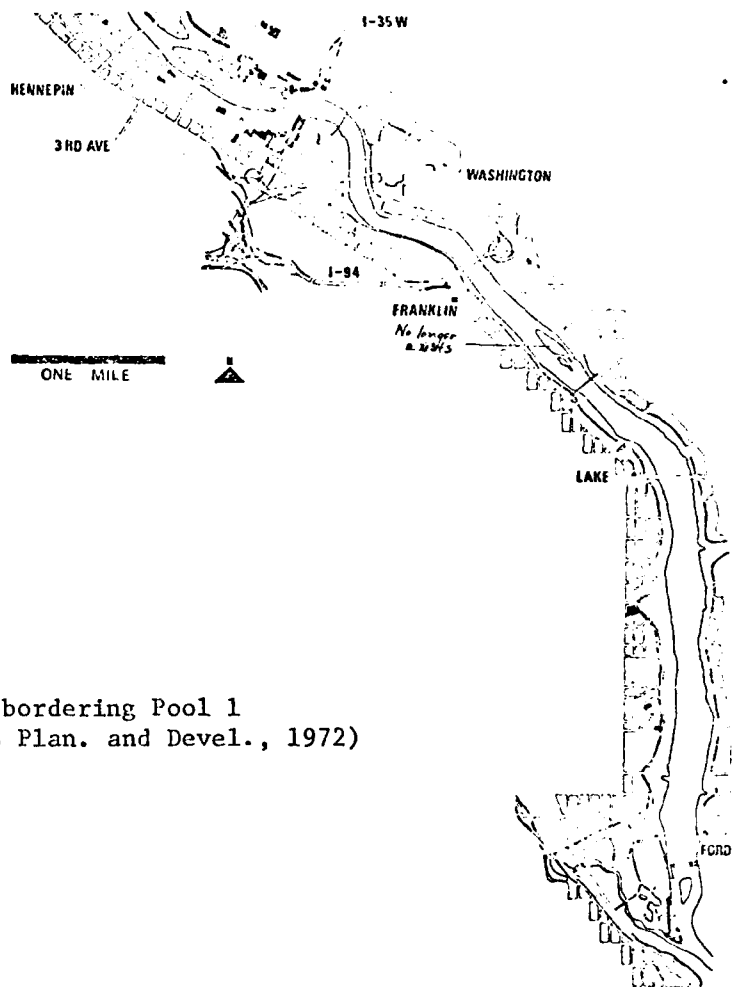 I-35W
HENNEPIN
3RD AVE
WASHINGTON
I-94
FRANKLIN
No longer
exists
ONE MILE
N
LAKE
bordering Pool 1
Plan. and Devel., 1972)
FORD